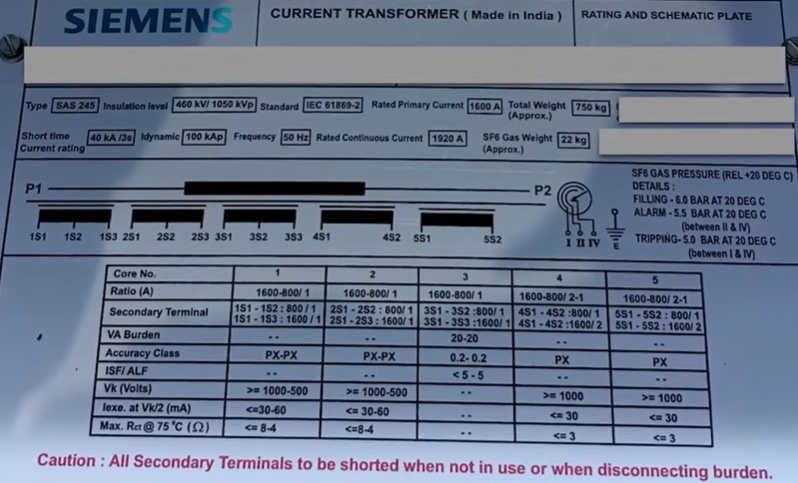 SIEMENS
CURRENT TRANSFORMER ( Made in India )
RATING AND SCHEMATIC PLATE
Type SAS 245 Insulation level 460 kV/ 1050 kVp Standard IEC 61869-2 Rated Primary Current 1600 A Total Weight (Approx.) 750 kg
Short time Current rating 40 kA /3s Idynamic 100 kAp Frequency 50 Hz Rated Continuous Current 1920 A SF6 Gas Weight (Approx.) 22 kg
P1 P2
1S1 1S2 1S3 2S1 2S2 2S3 3S1 3S2 3S3 4S1 4S2 5S1 5S2
I II IV E
SF6 GAS PRESSURE (REL +20 DEG C)
DETAILS :
FILLING - 6.0 BAR AT 20 DEG C
ALARM - 5.5 BAR AT 20 DEG C
(between II & IV)
TRIPPING- 5.0 BAR AT 20 DEG C
(between I & IV)
Core No. 1 2 3 4 5
Ratio (A) 1600-800/ 1 1600-800/ 1 1600-800/ 1 1600-800/ 2-1 1600-800/ 2-1
Secondary Terminal 1S1 - 1S2 : 800 / 1 2S1 - 2S2 : 800/ 1 3S1 - 3S2 :800/ 1 4S1 - 4S2 :800/ 1 5S1 - 5S2 : 800/ 1
1S1 - 1S3 : 1600 / 1 2S1 - 2S3 : 1600/ 1 3S1 - 3S3 :1600/ 1 4S1 - 4S2 :1600/ 2 5S1 - 5S2 : 1600/ 2
VA Burden -- -- 20-20 -- --
Accuracy Class PX-PX PX-PX 0.2- 0.2 PX PX
ISF/ ALF -- -- < 5 - 5 -- --
Vk (Volts) >= 1000-500 >= 1000-500 -- >= 1000 >= 1000
Iexe. at Vk/2 (mA) <=30-60 <= 30-60 -- <= 30 <= 30
Max. Rct @ 75 °C (Ω) <= 8-4 <=8-4 -- <= 3 <= 3
Caution : All Secondary Terminals to be shorted when not in use or when disconnecting burden.